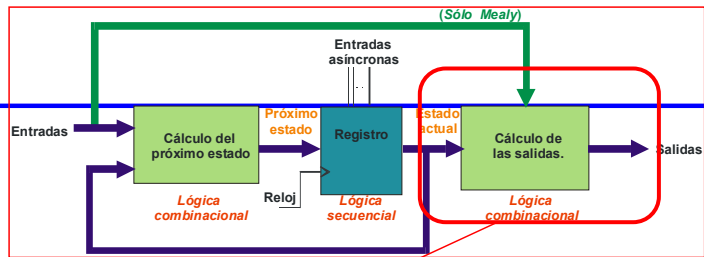 (Sólo Mealy)
Entradas
asíncronas
...
Entradas
Cálculo del
próximo estado
Próximo
estado
Registro
Estado
actual
Cálculo de
las salidas.
Salidas
Reloj
Lógica
combinacional
Lógica
secuencial
Lógica
combinacional